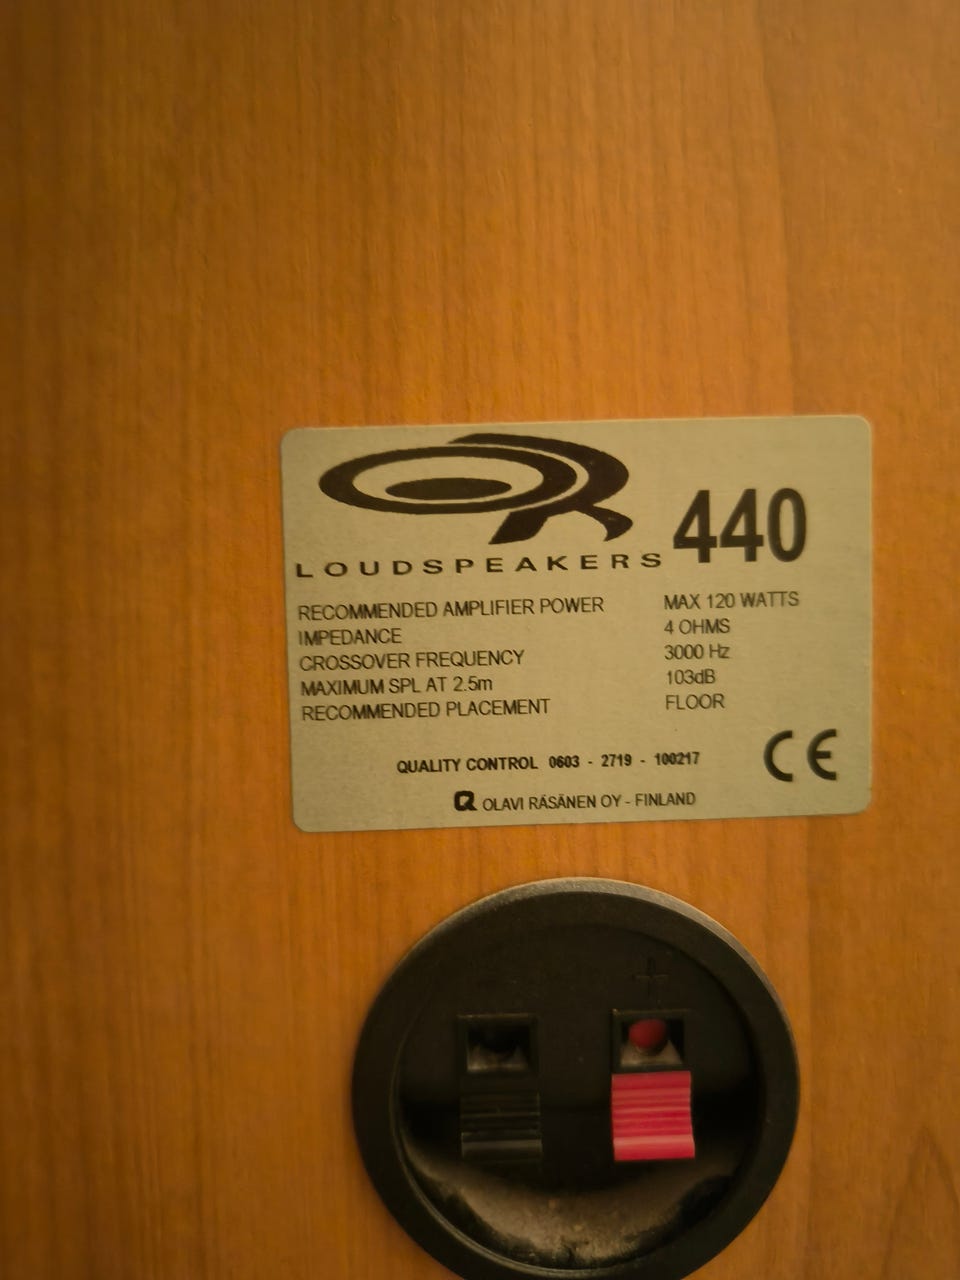 OR 440
LOUDSPEAKERS
RECOMMENDED AMPLIFIER POWER MAX 120 WATTS
IMPEDANCE 4 OHMS
CROSSOVER FREQUENCY 3000 Hz
MAXIMUM SPL AT 2.5m 103dB
RECOMMENDED PLACEMENT FLOOR
QUALITY CONTROL 0603 - 2719 - 100217 CE
OLAVI RÄSÄNEN OY - FINLAND
+